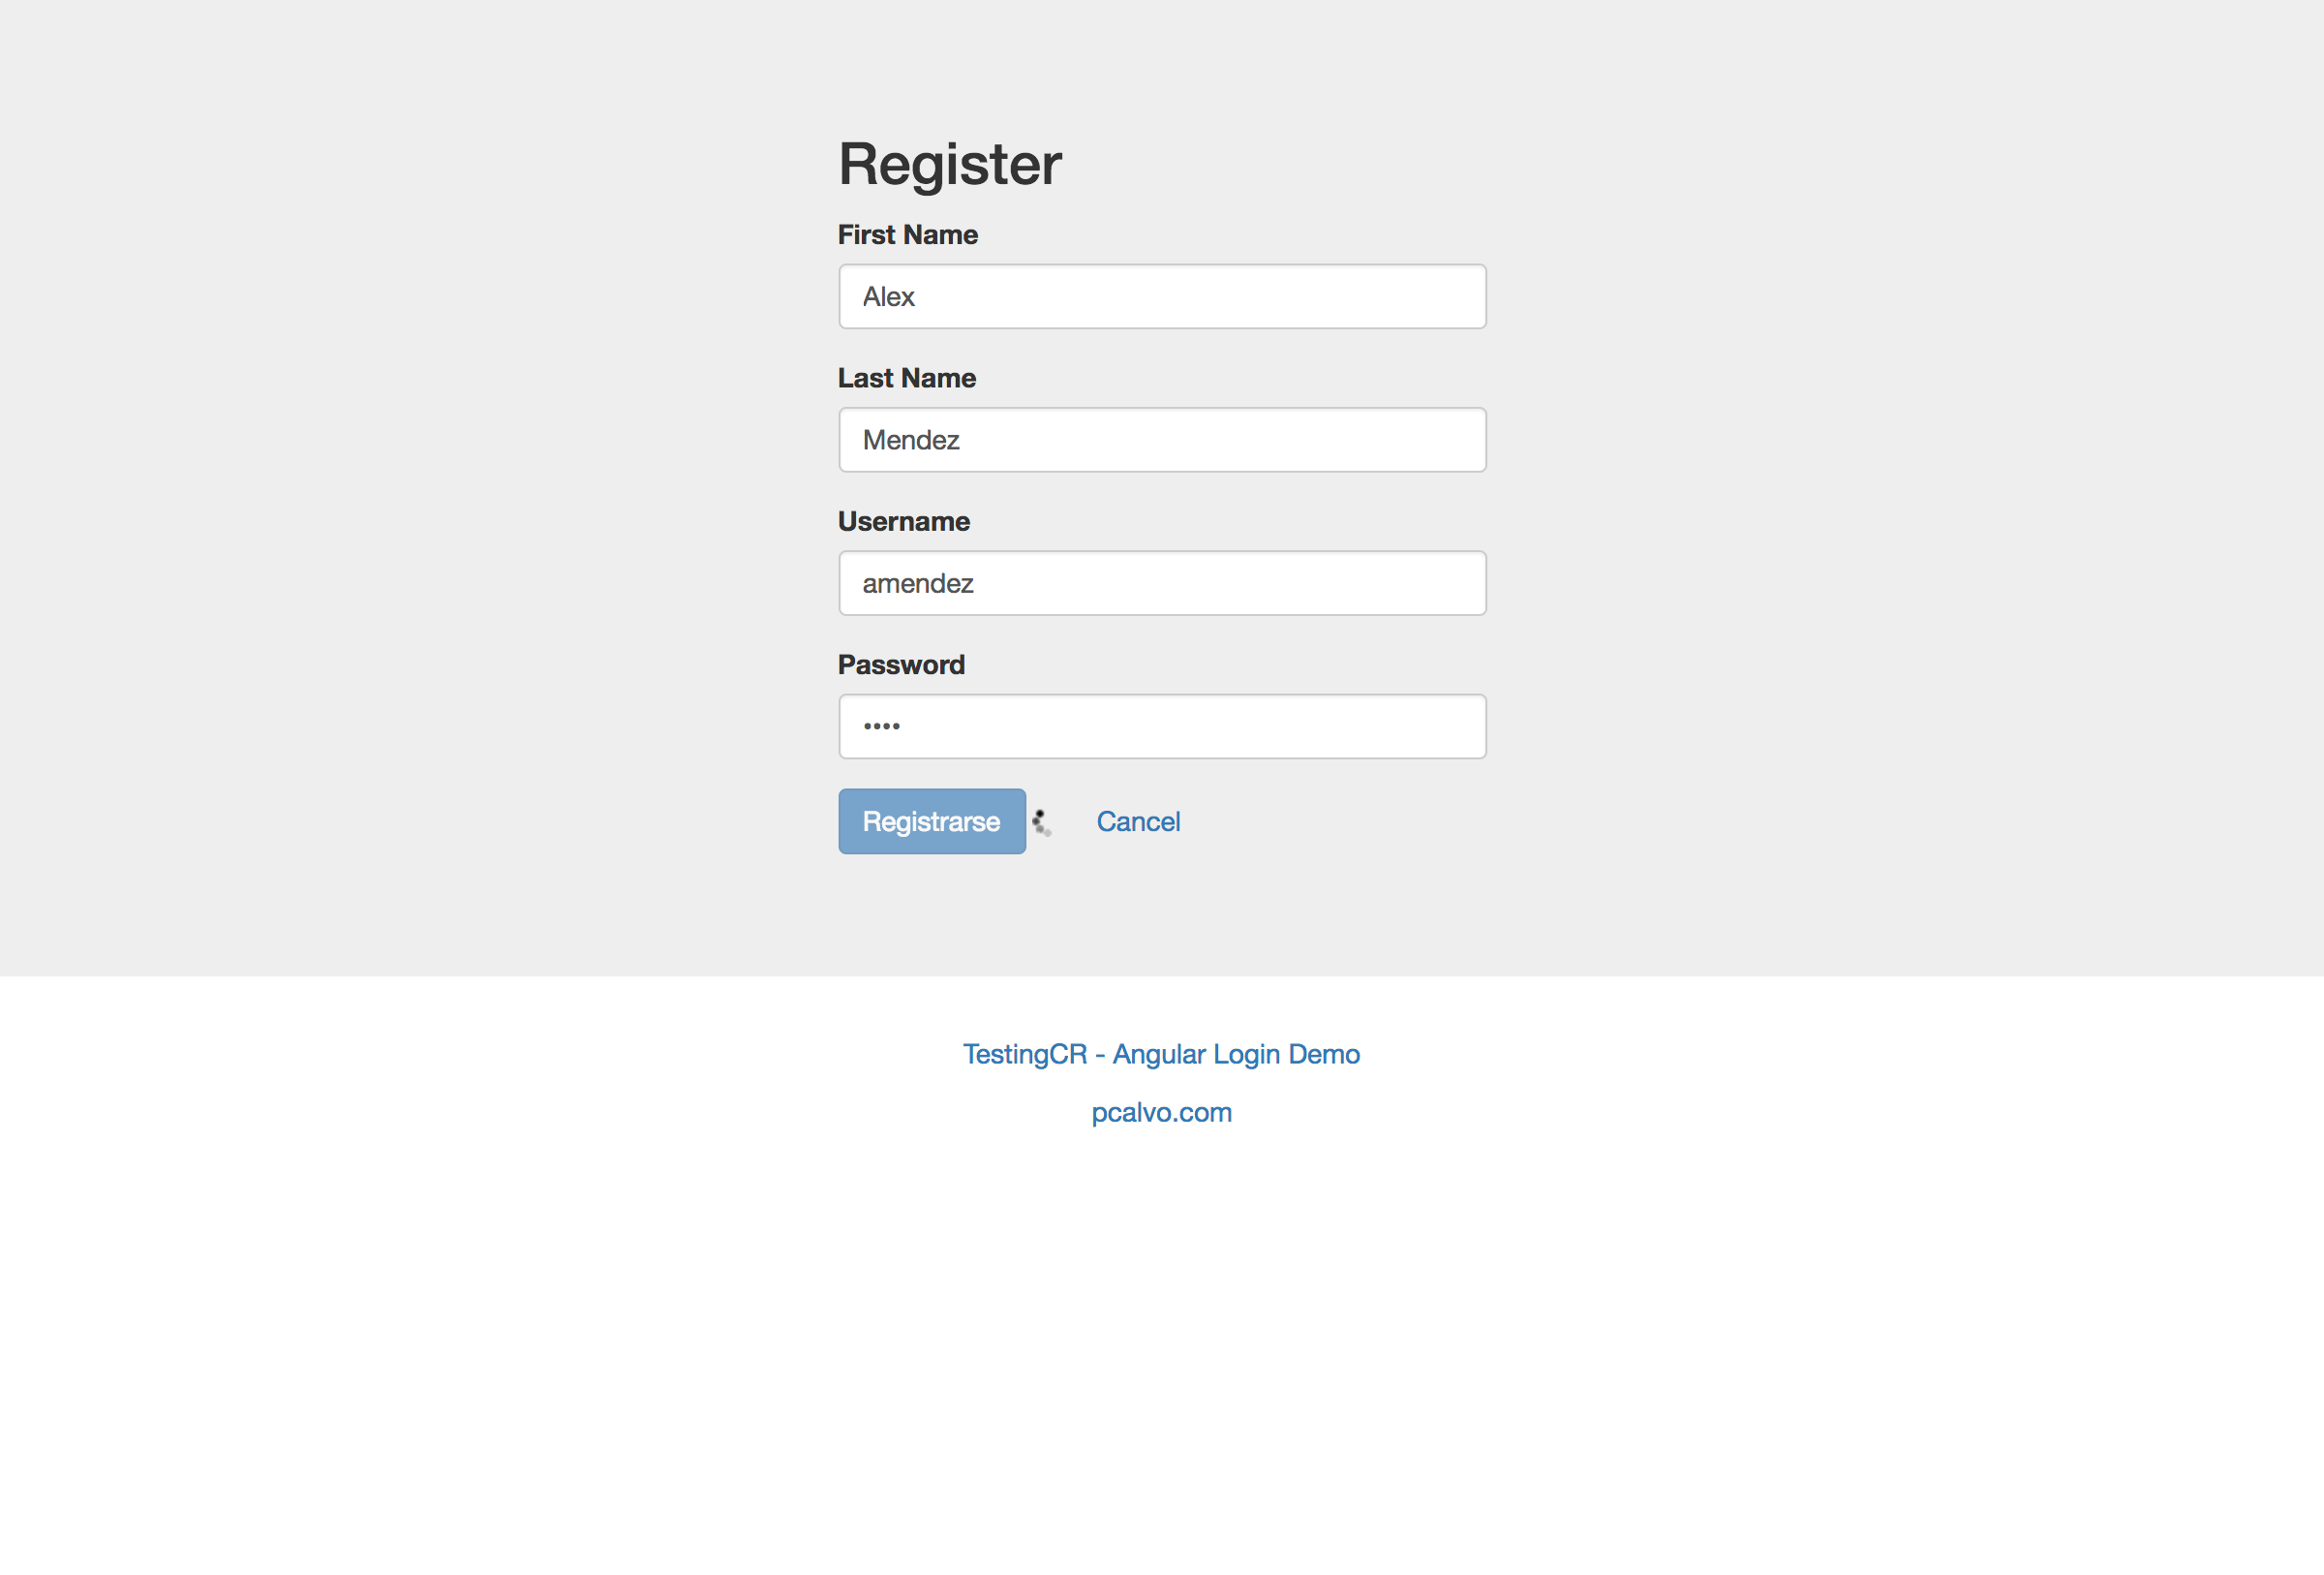 Register
First Name
Alex
Last Name
Mendez
Username
amendez
Password
••••
Registrarse Cancel
TestingCR - Angular Login Demo
pcalvo.com